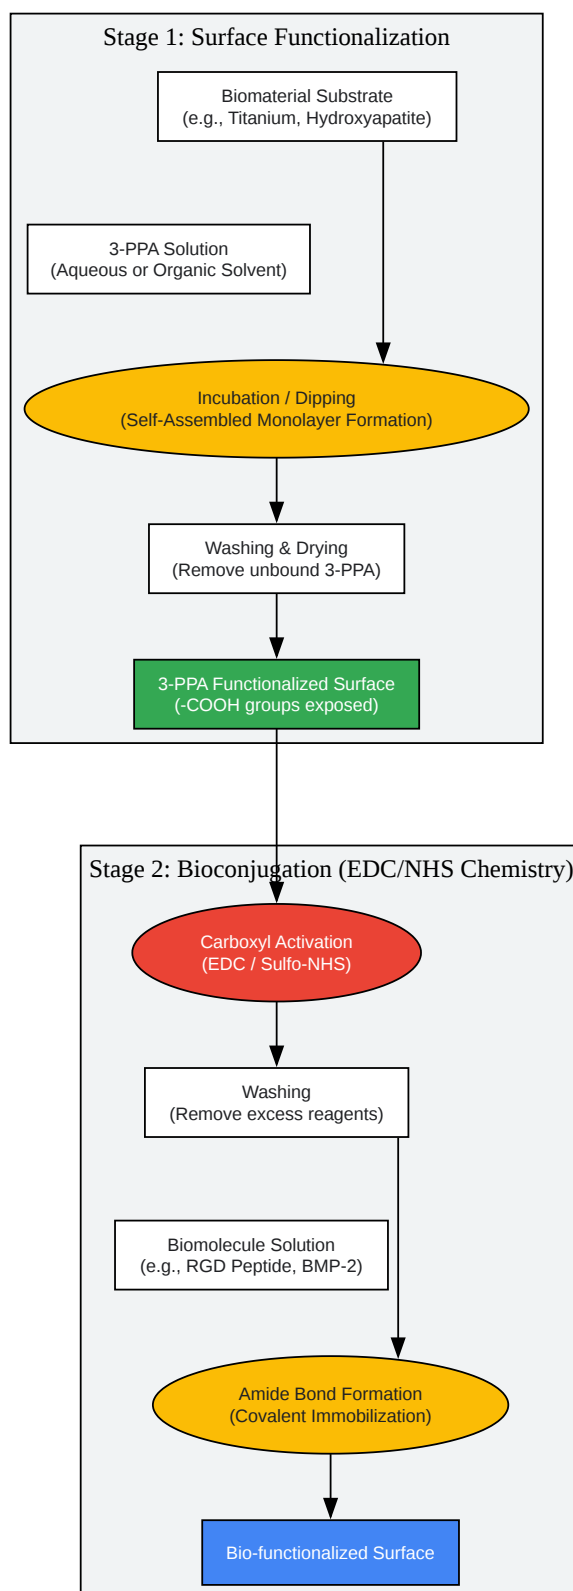 Stage 1: Surface Functionalization
Biomaterial Substrate
(e.g., Titanium, Hydroxyapatite)
3-PPA Solution
(Aqueous or Organic Solvent)
Incubation / Dipping
(Self-Assembled Monolayer Formation)
Washing & Drying
(Remove unbound 3-PPA)
3-PPA Functionalized Surface
(-COOH groups exposed)
Stage 2: Bioconjugation (EDC/NHS Chemistry)
Carboxyl Activation
(EDC / Sulfo-NHS)
Washing
(Remove excess reagents)
Biomolecule Solution
(e.g., RGD Peptide, BMP-2)
Amide Bond Formation
(Covalent Immobilization)
Bio-functionalized Surface